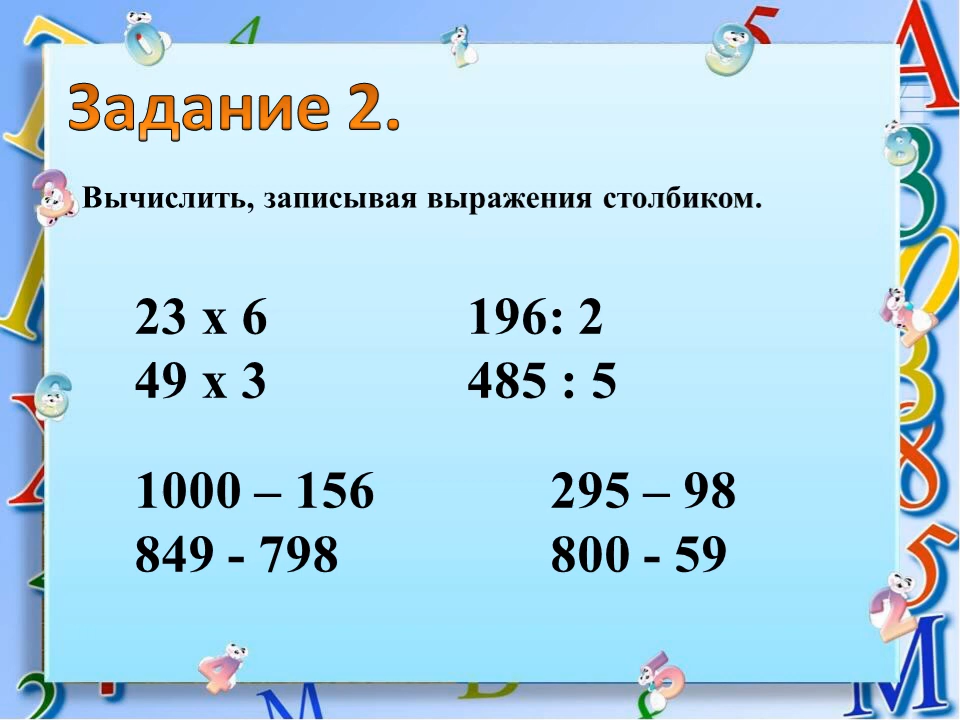 Задание 2.
Вычислить, записывая выражения столбиком.
23 х 6 196: 2
49 х 3 485 : 5
1000 – 156 295 – 98
849 - 798 800 - 59